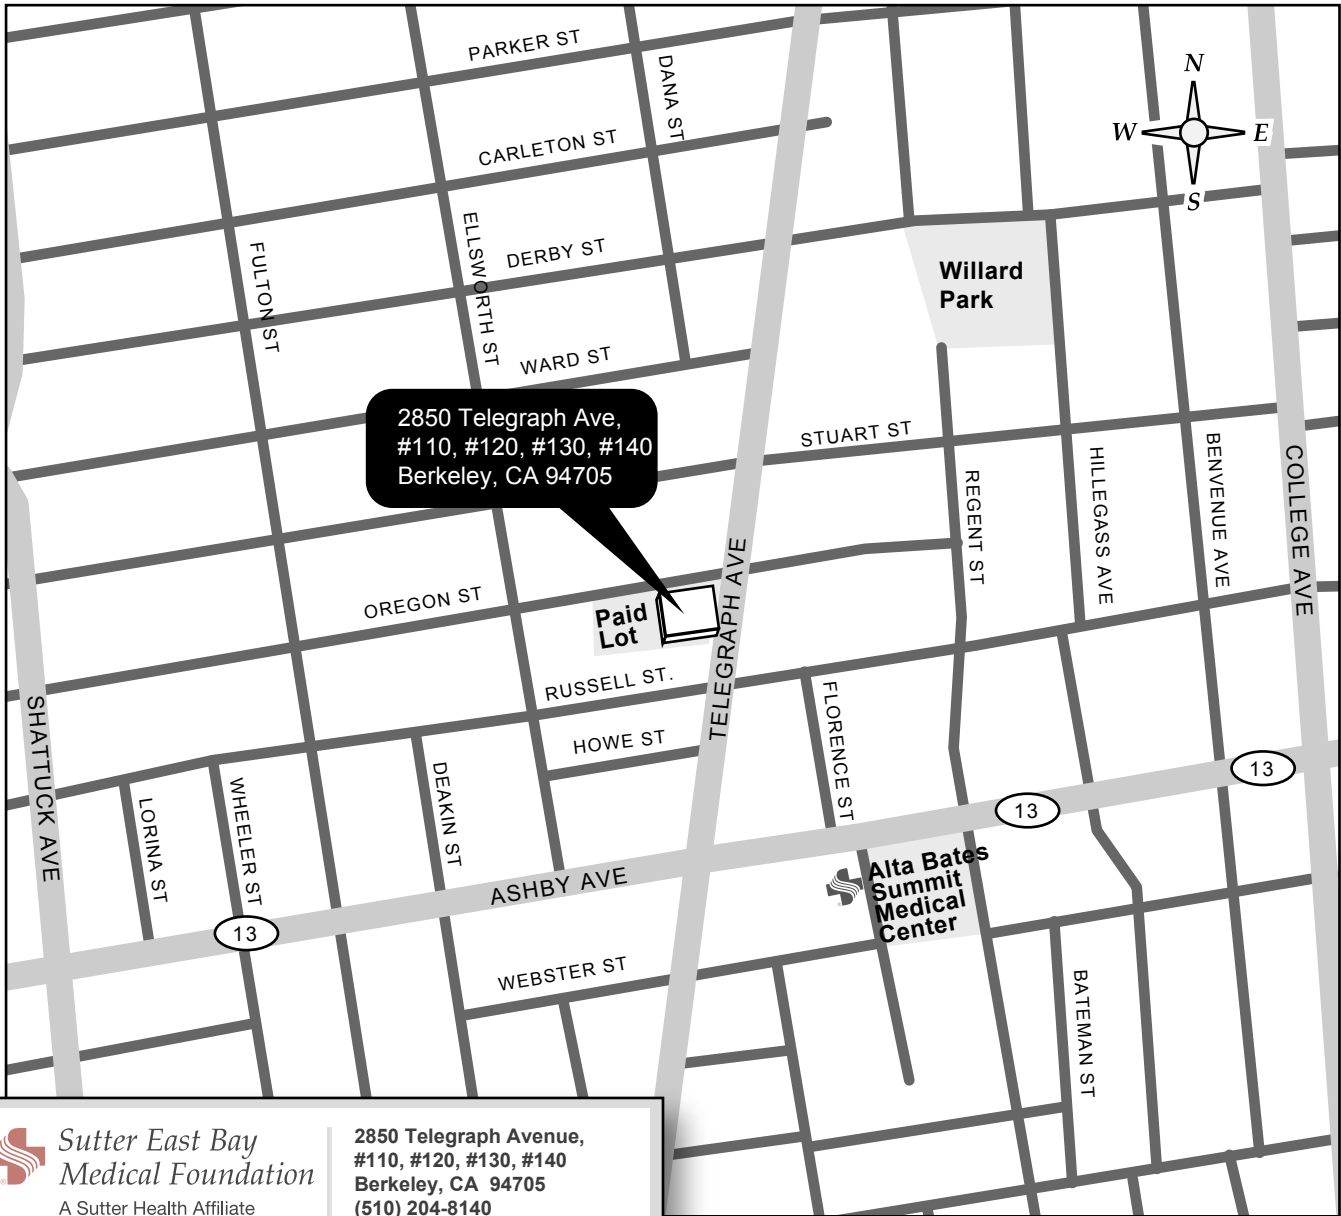 PARKER ST
DANA ST
N
W
E
S
CARLETON ST
ELLSWORTH ST
DERBY ST
FULTON ST
Willard
Park
WARD ST
2850 Telegraph Ave,
#110, #120, #130, #140
Berkeley, CA 94705
STUART ST
REGENT ST
HILLEGASS AVE
BENVENUE AVE
COLLEGE AVE
TELEGRAPH AVE
OREGON ST
Paid
Lot
RUSSELL ST.
HOWE ST
FLORENCE ST
SHATTUCK AVE
LORINA ST
WHEELER ST
DEAKIN ST
13
13
ASHBY AVE
Alta Bates
Summit
Medical
Center
13
WEBSTER ST
BATEMAN ST
Sutter East Bay
Medical Foundation
A Sutter Health Affiliate
2850 Telegraph Avenue,
#110, #120, #130, #140
Berkeley, CA 94705
(510) 204-8140